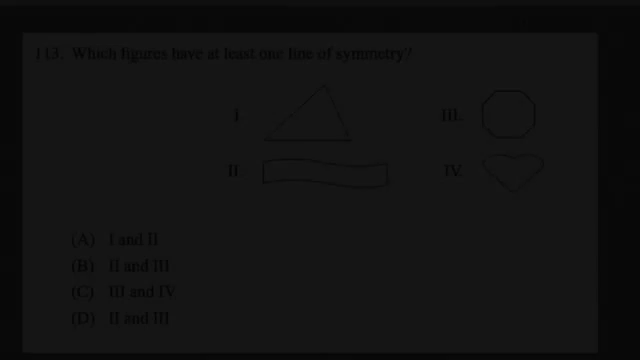 113. Which figures have at least one line of symmetry?
I.
III.
II
IV.
(A) I and II
(B) II and III
(C) III and IV
(D) II and III